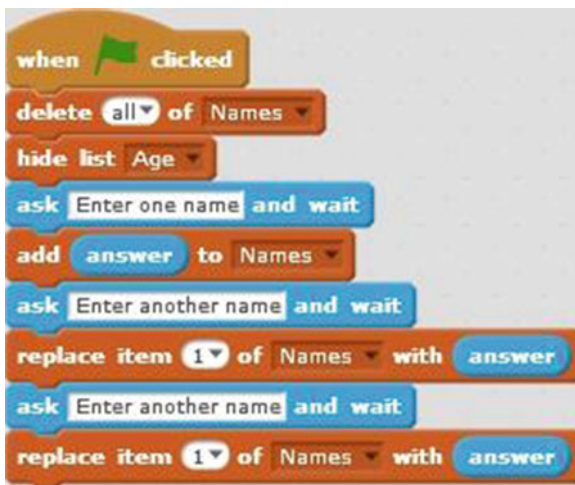 when clicked
delete all of Names
hide list Age
ask Enter one name and wait
add answer to Names
ask Enter another name and wait
replace item 1 of Names with answer
ask Enter another name and wait
replace item 1 of Names with answer